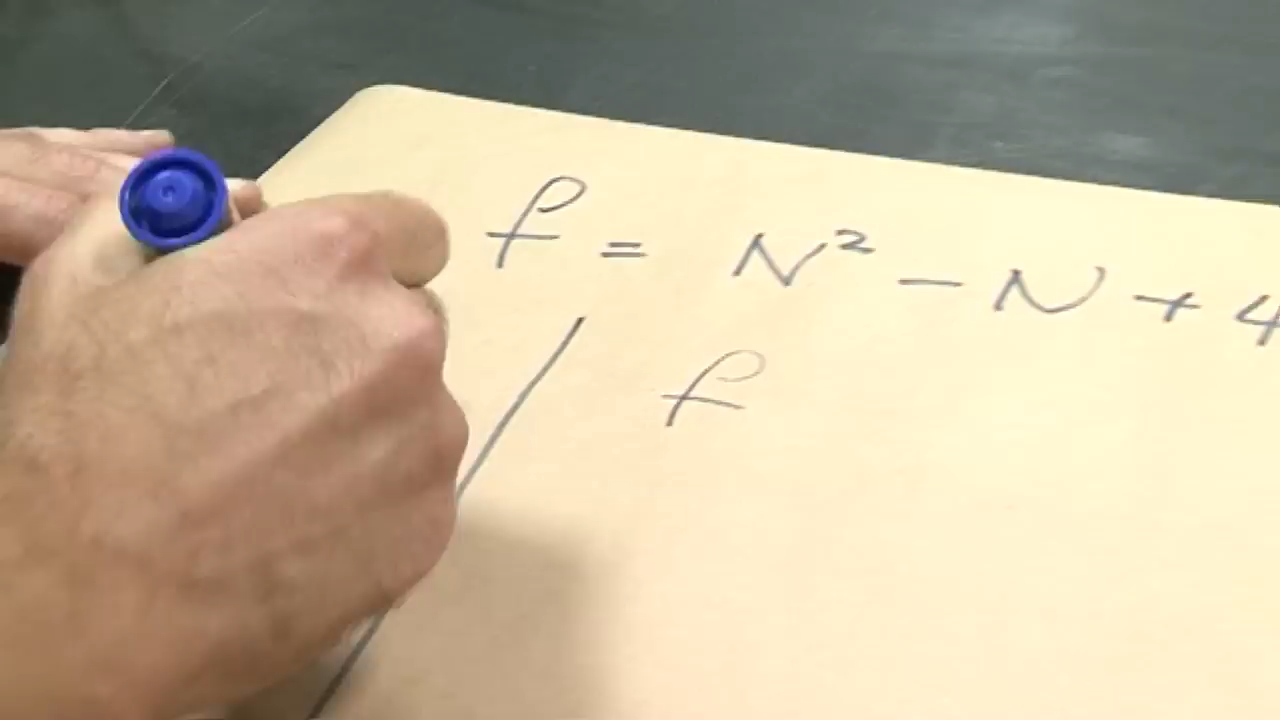 f = N² - N + 4
f